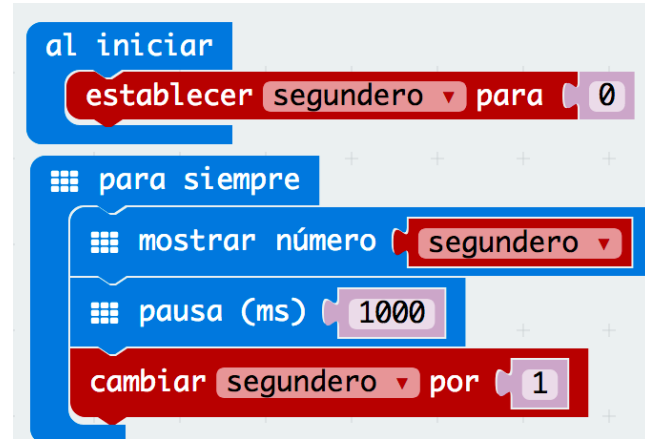 al iniciar
establecer segundero para 0
para siempre
mostrar número segundero
pausa (ms) 1000
cambiar segundero por 1